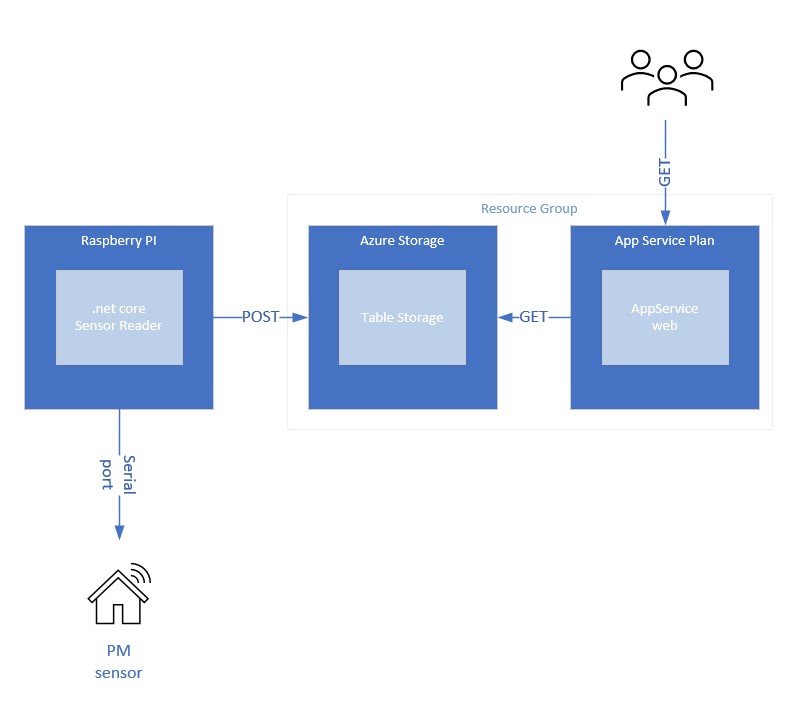 GET
Resource Group
Raspberry PI
Azure Storage
App Service Plan
.net core
Sensor Reader
Table Storage
AppService
web
POST
GET
Serial
port
PM
sensor